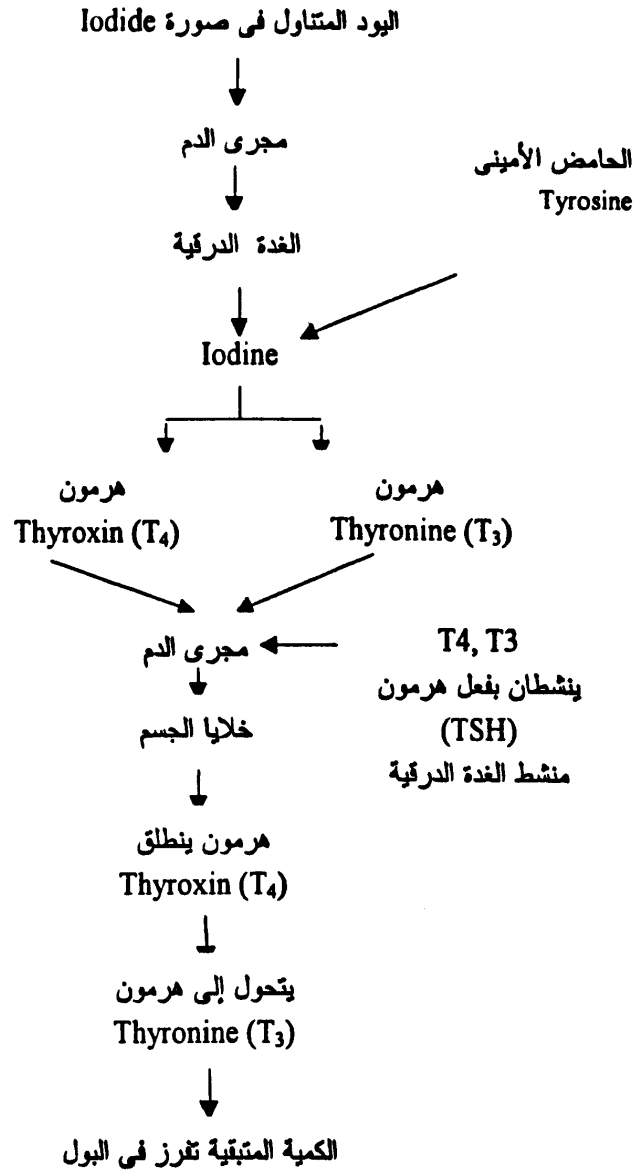 اليود المتناول فى صورة Iodide
مجرى الدم
الحامض الأمينى
Tyrosine
الغدة الدرقية
Iodine
هرمون
Thyroxin (T₄)
هرمون
Thyronine (T₃)
مجرى الدم
T4, T3
ينشطان بفعل هرمون
(TSH)
منشط الغدة الدرقية
خلايا الجسم
هرمون ينطلق
Thyroxin (T₄)
يتحول إلى هرمون
Thyronine (T₃)
الكمية المتبقية تفرز فى البول